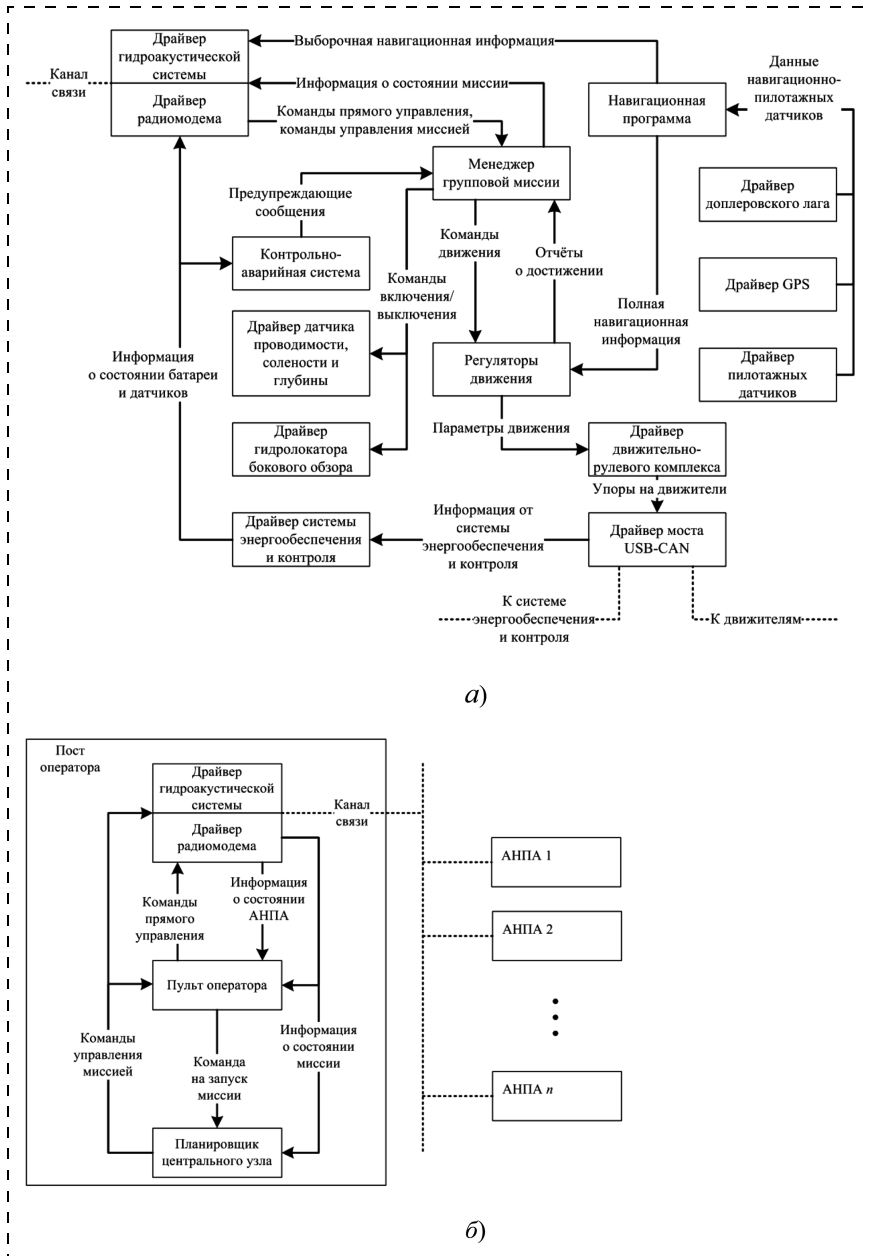 Драйвер
гидроакустической
системы
Драйвер
радиомодема
Канал
связи
Выборочная навигационная информация
Информация о состоянии миссии
Команды прямого управления,
команды управления миссией
Навигационная
программа
Данные
навигационно-
пилотажных
датчиков
Менеджер
групповой миссии
Предупреждающие
сообщения
Драйвер
доплеровского лага
Контрольно-
аварийная система
Команды
движения
Отчёты
о достижении
Команды
включения/
выключения
Драйвер GPS
Полная
навигационная
информация
Драйвер датчика
проводимости,
солености и
глубины
Информация
о состоянии батареи
и датчиков
Регуляторы
движения
Драйвер
пилотажных
датчиков
Драйвер
гидролокатора
бокового обзора
Параметры движения
Драйвер
движительно-
рулевого комплекса
Упоры на движители
Драйвер системы
энергообеспечения
и контроля
Информация от
системы
энергообеспечения
и контроля
Драйвер моста
USB-CAN
К системе
энергообеспечения
и контроля
К движителям
а)
Пост
оператора
Драйвер
гидроакустической
системы
Драйвер
радиомодема
Канал
связи
АНПА 1
Команды
прямого
управления
Информация
о состоянии
АНПА
АНПА 2
Пульт оператора
Команды
управления
миссией
Команда
на запуск
миссии
Информация
о состоянии
миссии
АНПА n
Планировщик
центрального узла
б)